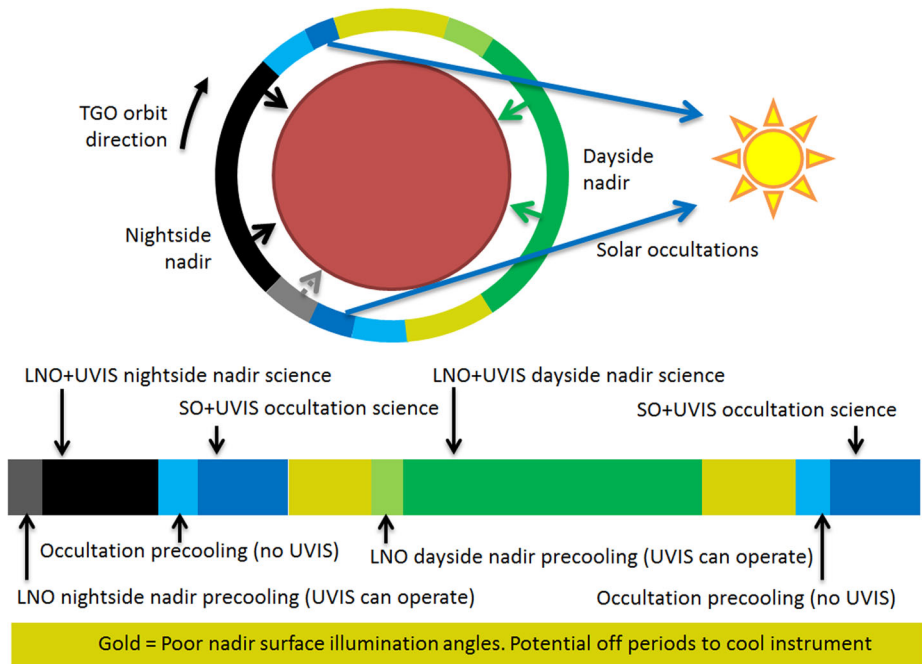 TGO orbit
direction
Dayside
nadir
Nightside
nadir
Solar occultations
LNO+UVIS nightside nadir science
LNO+UVIS dayside nadir science
SO+UVIS occultation science
SO+UVIS occultation science
Occultation precooling (no UVIS)
LNO dayside nadir precooling (UVIS can operate)
LNO nightside nadir precooling (UVIS can operate)
Occultation precooling (no UVIS)
Gold = Poor nadir surface illumination angles. Potential off periods to cool instrument